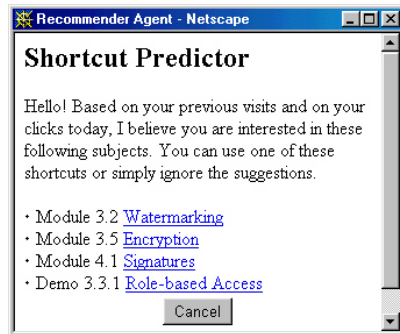 Recommender Agent - Netscape
Shortcut Predictor
Hello! Based on your previous visits and on your
clicks today, I believe you are interested in these
following subjects. You can use one of these
shortcuts or simply ignore the suggestions.
· Module 3.2 Watermarking
· Module 3.5 Encryption
· Module 4.1 Signatures
· Demo 3.3.1 Role-based Access
Cancel